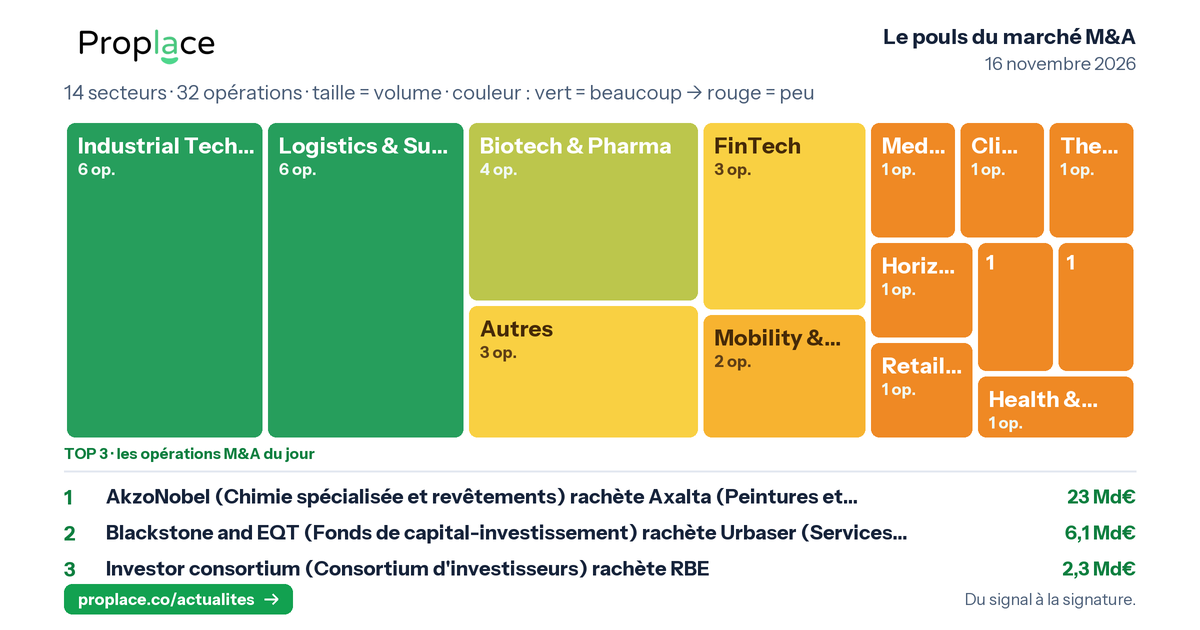 Proplace
Le pouls du marché M&A
16 novembre 2026
14 secteurs · 32 opérations · taille = volume · couleur : vert = beaucoup → rouge = peu
Industrial Tech...
6 op.
Logistics & Su...
6 op.
Biotech & Pharma
4 op.
FinTech
3 op.
Med...
1 op.
Cli...
1 op.
The...
1 op.
Horiz...
1 op.
1
1
Autres
3 op.
Mobility &...
2 op.
Retail...
1 op.
Health &...
1 op.
TOP 3 · les opérations M&A du jour
1 AkzoNobel (Chimie spécialisée et revêtements) rachète Axalta (Peintures et... 23 Md€
2 Blackstone and EQT (Fonds de capital-investissement) rachète Urbaser (Services... 6,1 Md€
3 Investor consortium (Consortium d'investisseurs) rachète RBE 2,3 Md€
proplace.co/actualites →
Du signal à la signature.